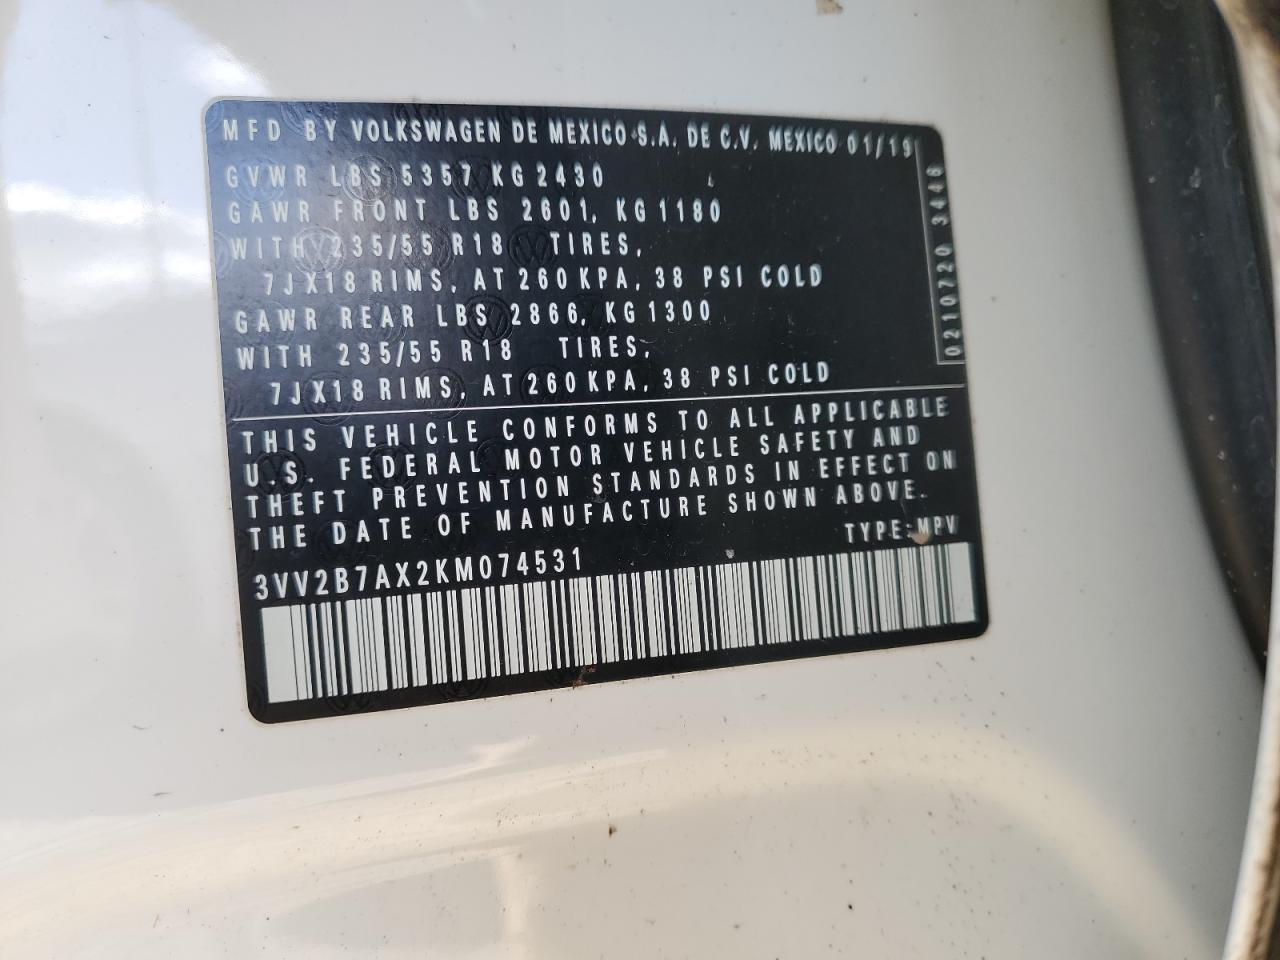 MFD BY VOLKSWAGEN DE MEXICO S.A. DE C.V. MEXICO 01/19
GVWR LBS 5357 KG 2430
GAWR FRONT LBS 2601, KG 1180
WITH 235/55 R18 TIRES,
7JX18 RIMS, AT 260 KPA, 38 PSI COLD
GAWR REAR LBS 2866, KG 1300
WITH 235/55 R18 TIRES,
7JX18 RIMS, AT 260 KPA, 38 PSI COLD
0210720 3446
THIS VEHICLE CONFORMS TO ALL APPLICABLE
U.S. FEDERAL MOTOR VEHICLE SAFETY AND
THEFT PREVENTION STANDARDS IN EFFECT ON
THE DATE OF MANUFACTURE SHOWN ABOVE.
TYPE:MPV
3VV2B7AX2KM074531